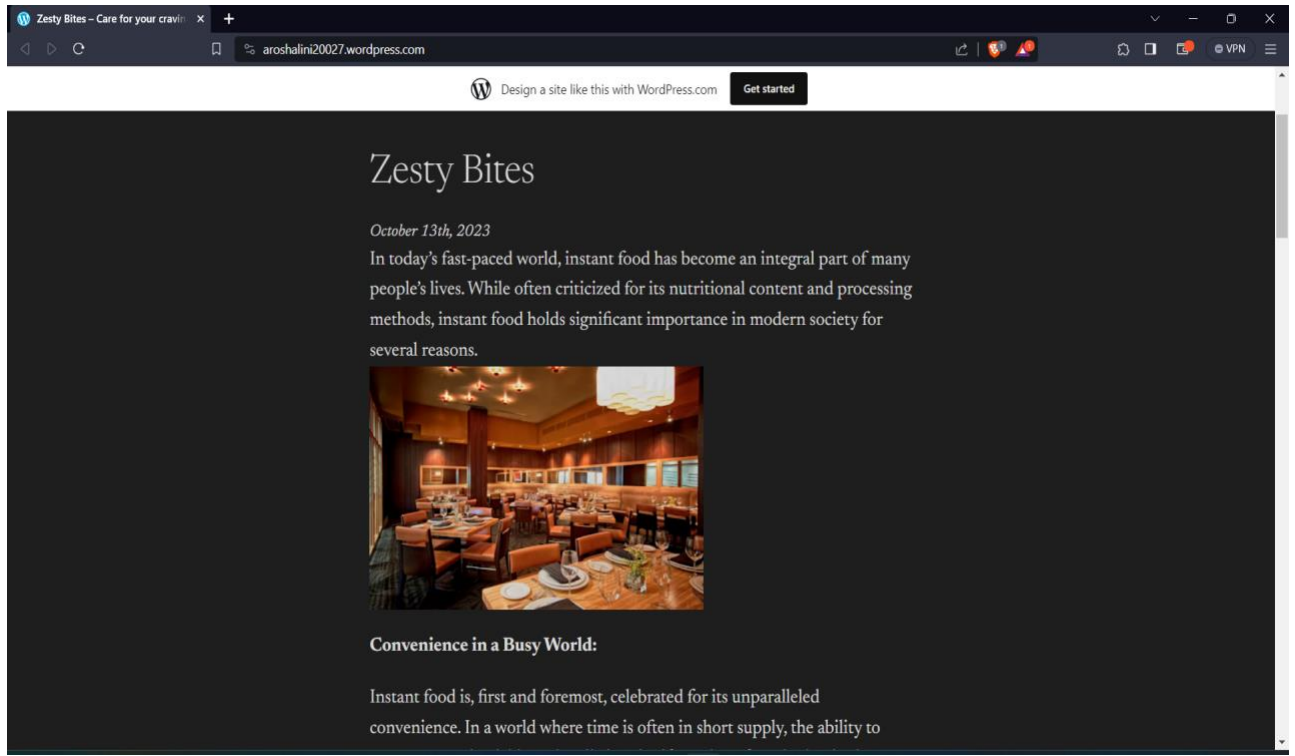 Zesty Bites – Care for your cravin
aroshalini20027.wordpress.com
VPN
Design a site like this with WordPress.com
Get started
Zesty Bites
October 13th, 2023
In today’s fast-paced world, instant food has become an integral part of many
people’s lives. While often criticized for its nutritional content and processing
methods, instant food holds significant importance in modern society for
several reasons.
Convenience in a Busy World:
Instant food is, first and foremost, celebrated for its unparalleled
convenience. In a world where time is often in short supply, the ability to